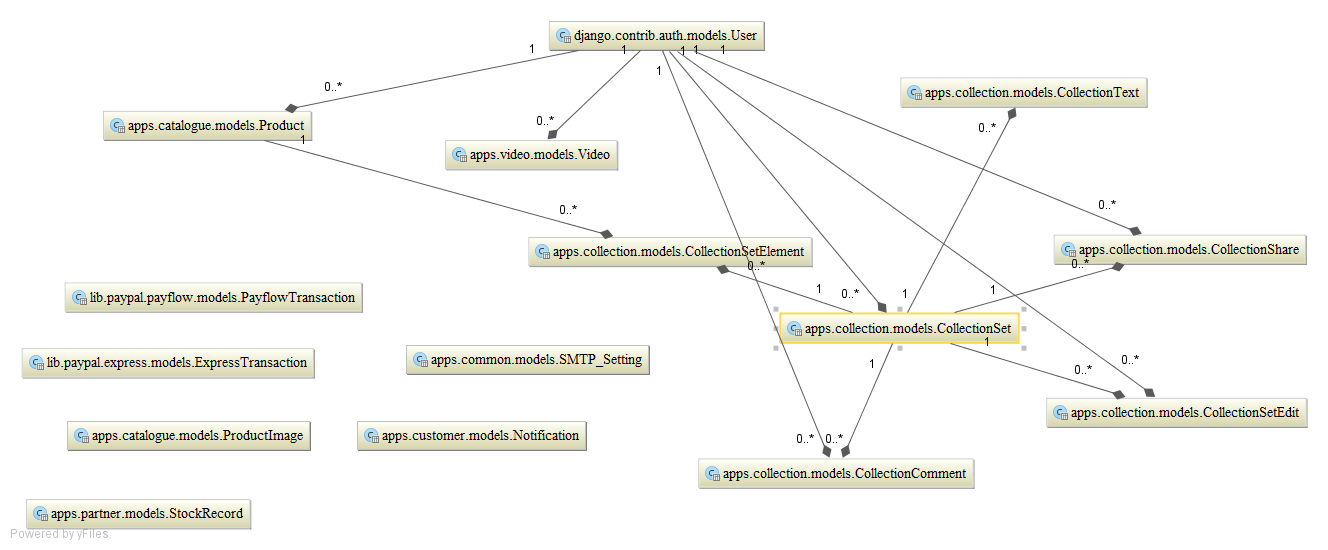 django.contrib.auth.models.User
1
1
1
1
1
1
0..*
apps.collection.models.CollectionText
apps.catalogue.models.Product
1
0..*
0..*
apps.video.models.Video
0..*
0..*
apps.collection.models.CollectionSetElement
0..*
apps.collection.models.CollectionShare
0..*
lib.paypal.payflow.models.PayflowTransaction
1
0..*
1
1
apps.collection.models.CollectionSet
1
lib.paypal.express.models.ExpressTransaction
apps.common.models.SMTP_Setting
1
0..*
0..*
apps.collection.models.CollectionSetEdit
apps.catalogue.models.ProductImage
apps.customer.models.Notification
0..*
0..*
apps.collection.models.CollectionComment
apps.partner.models.StockRecord
Powered by yFiles